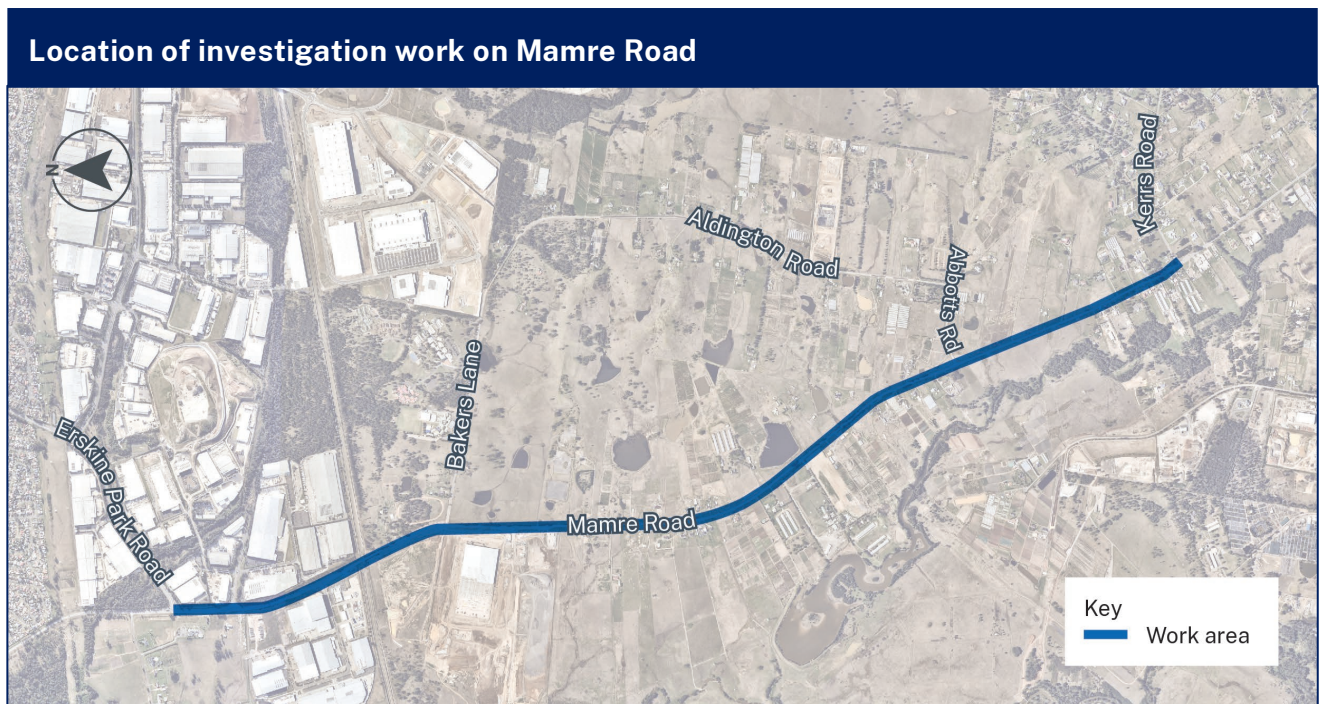 Location of investigation work on Mamre Road
N
Kerrs Road
Aldington Road
Abbotts Rd
Bakers Lane
Erskine Park Road
Mamre Road
Key
Work area